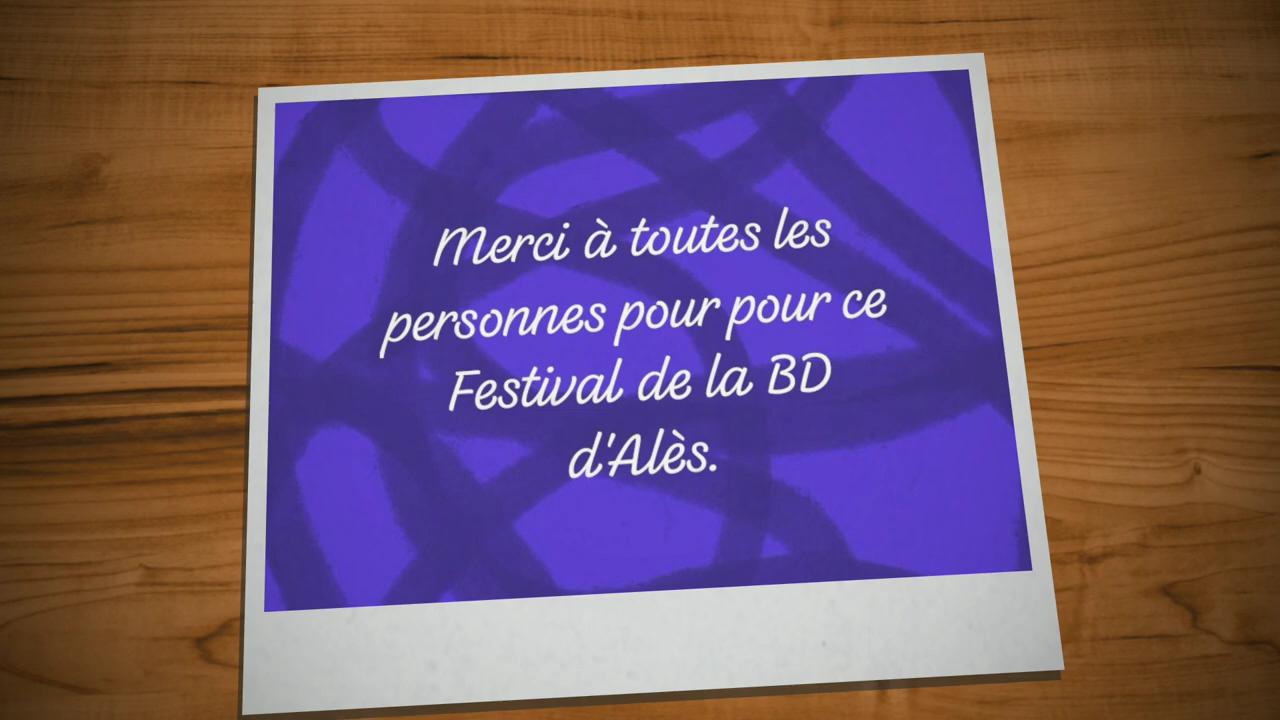 Merci à toutes les
personnes pour pour ce
Festival de la BD
d'Alès.